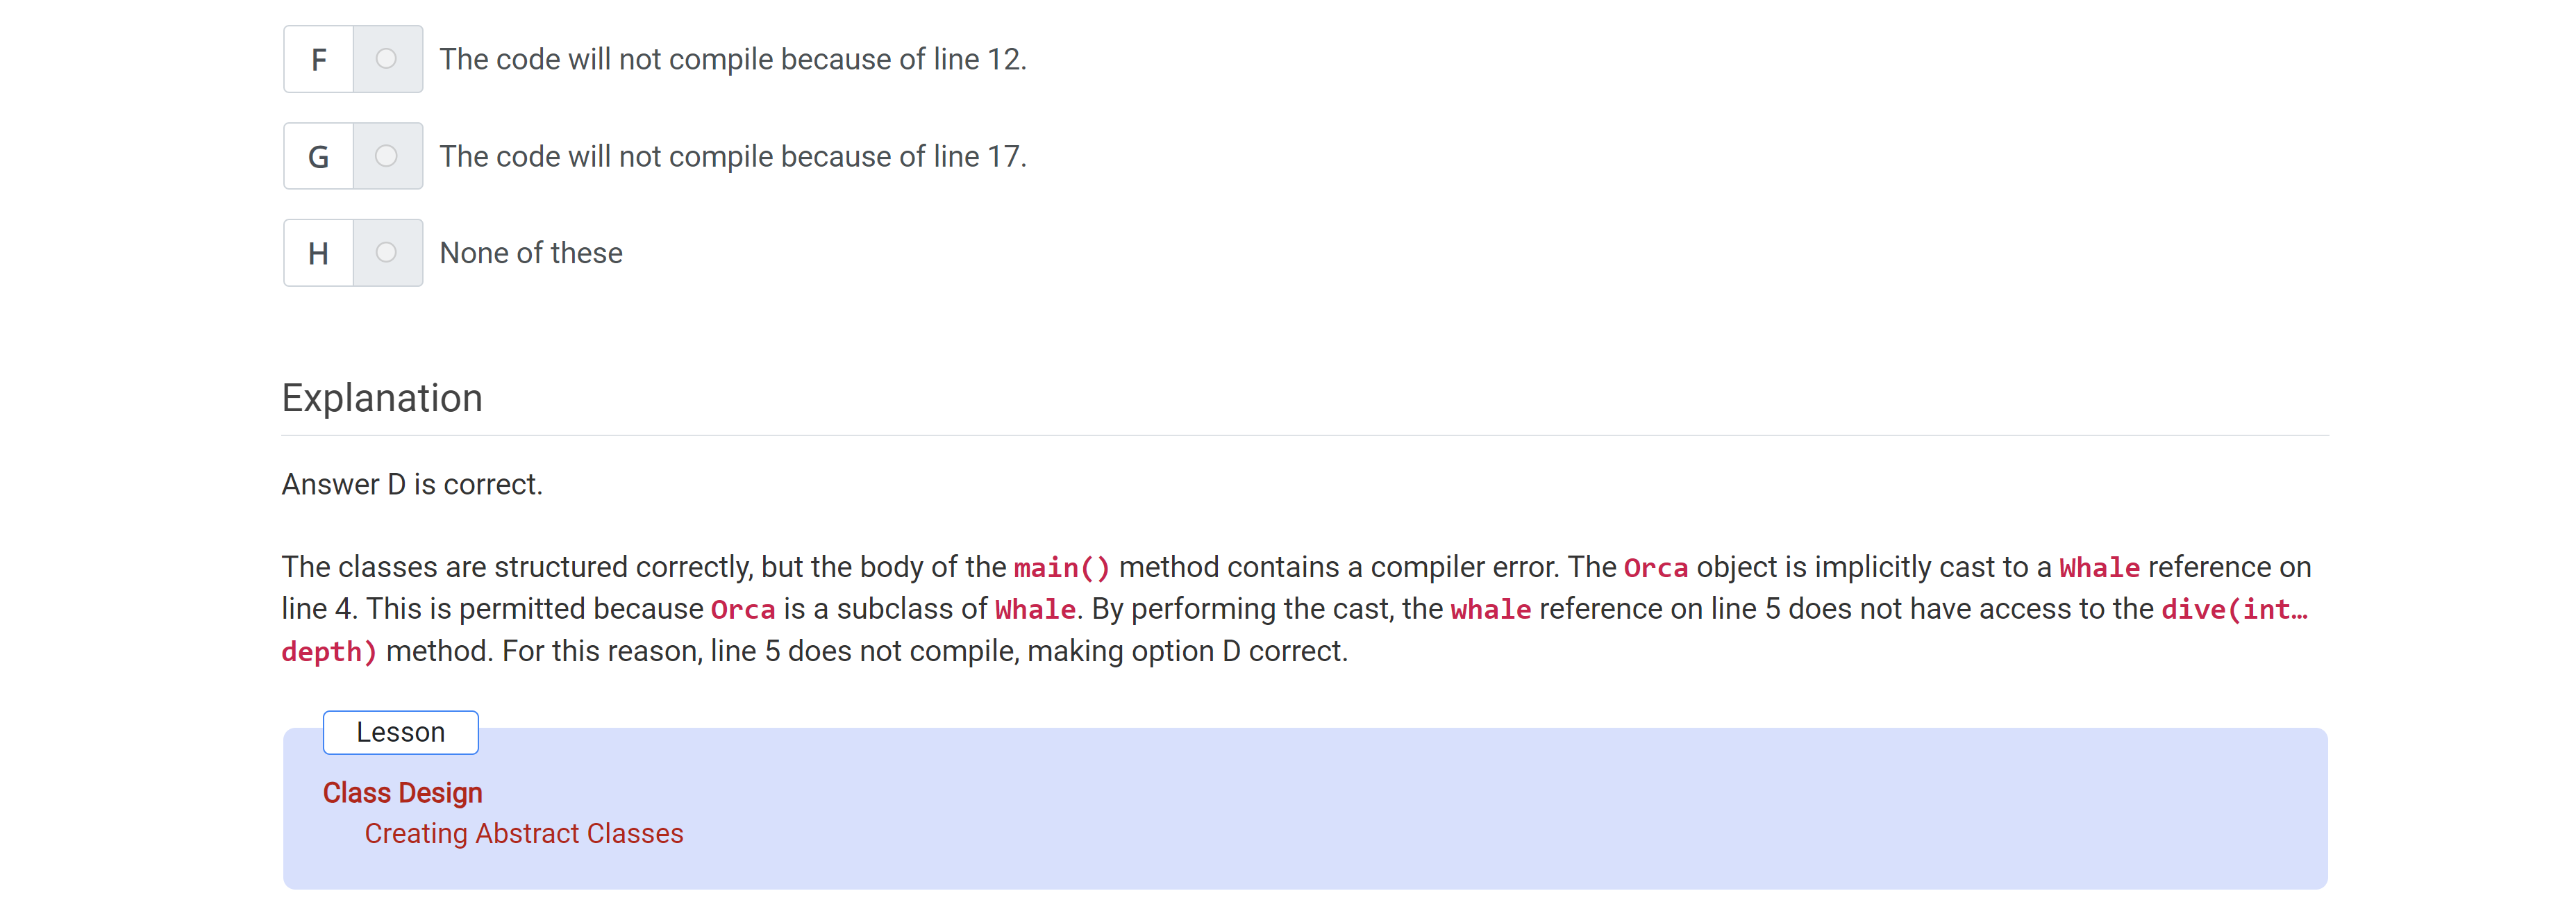 F The code will not compile because of line 12.
G The code will not compile because of line 17.
H None of these
Explanation
Answer D is correct.
The classes are structured correctly, but the body of the main() method contains a compiler error. The Orca object is implicitly cast to a Whale reference on
line 4. This is permitted because Orca is a subclass of Whale. By performing the cast, the whale reference on line 5 does not have access to the dive(int…
depth) method. For this reason, line 5 does not compile, making option D correct.
Lesson
Class Design
Creating Abstract Classes